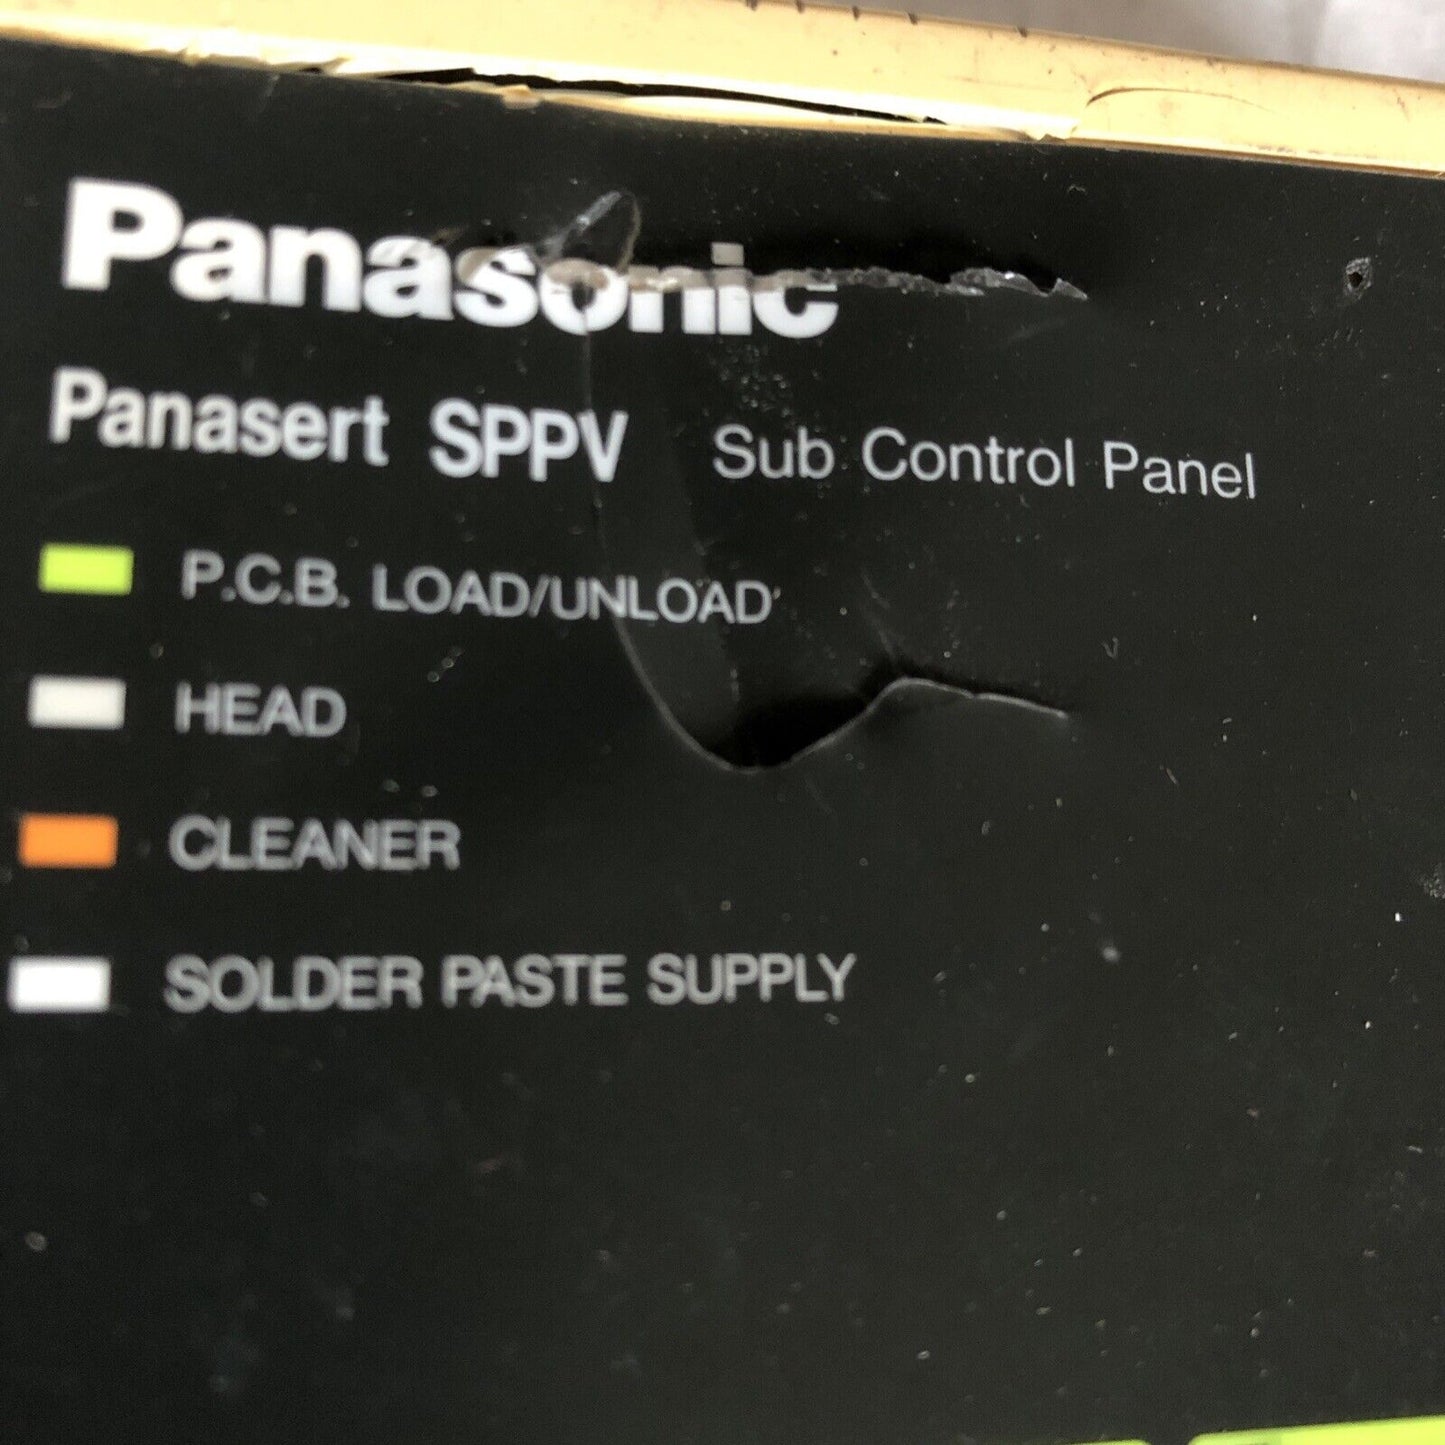 Panasonic
Panasert SPPV Sub Control Panel
P.C.B. LOAD/UNLOAD
HEAD
CLEANER
SOLDER PASTE SUPPLY